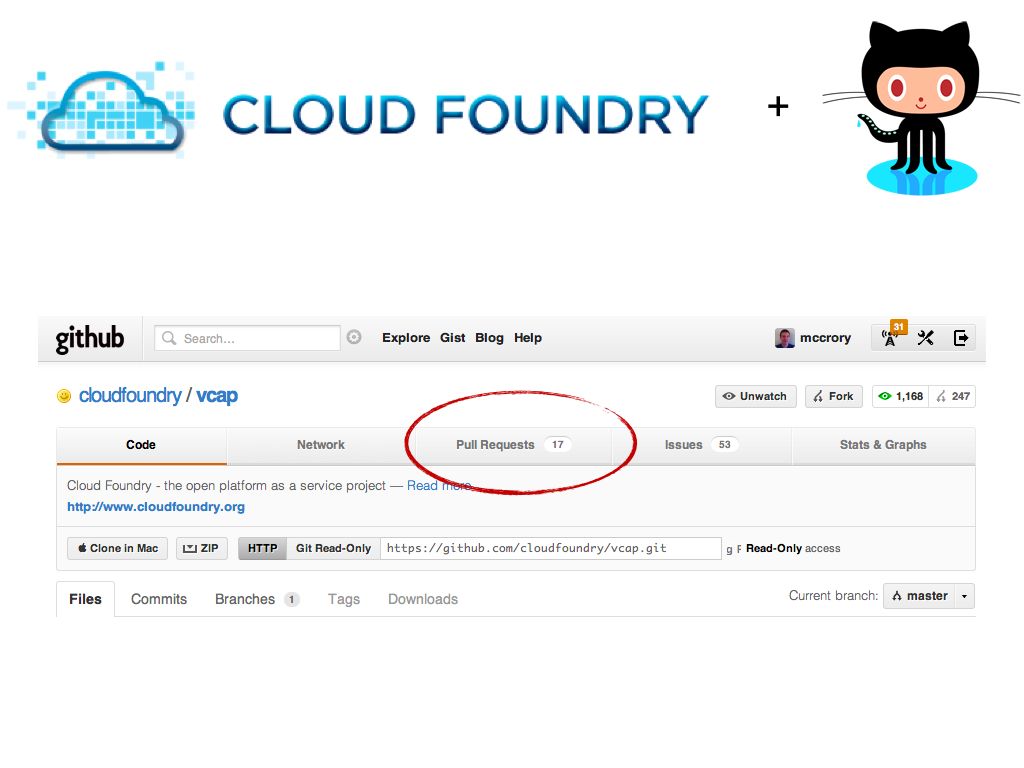 CLOUD FOUNDRY +
github Search... Explore Gist Blog Help mccrory 31
cloudfoundry / vcap Unwatch Fork 1,168 247
Code Network Pull Requests 17 Issues 53 Stats & Graphs
Cloud Foundry - the open platform as a service project — Read more
http://www.cloudfoundry.org
Clone in Mac ZIP HTTP Git Read-Only https://github.com/cloudfoundry/vcap.git Read-Only access
Files Commits Branches 1 Tags Downloads Current branch: master